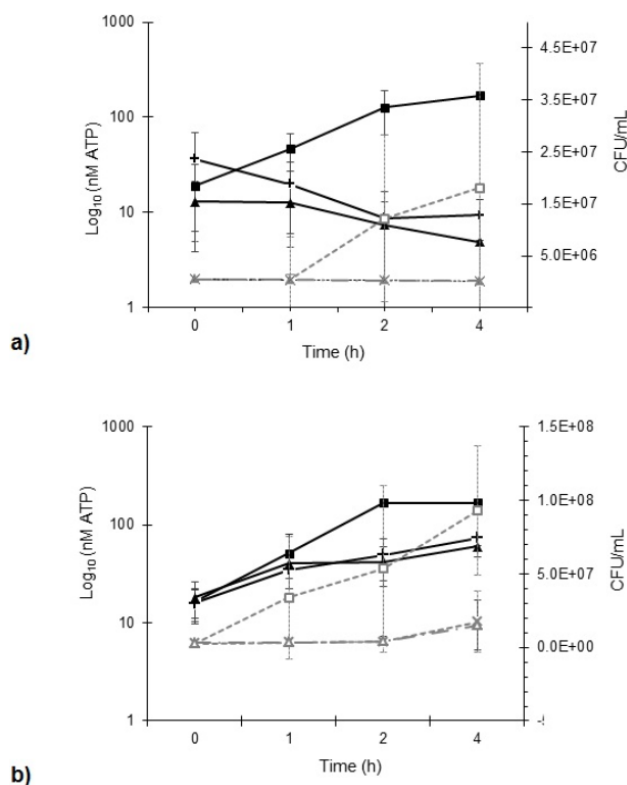 1000
100
10
1
Log10 (nM ATP)
4.5E+07
3.5E+07
2.5E+07
1.5E+07
5.0E+06
CFU/mL
0 1 2 4
Time (h)
a)
1000
100
10
1
Log10 (nM ATP)
1.5E+08
1.0E+08
5.0E+07
0.0E+00
CFU/mL
0 1 2 4
Time (h)
b)